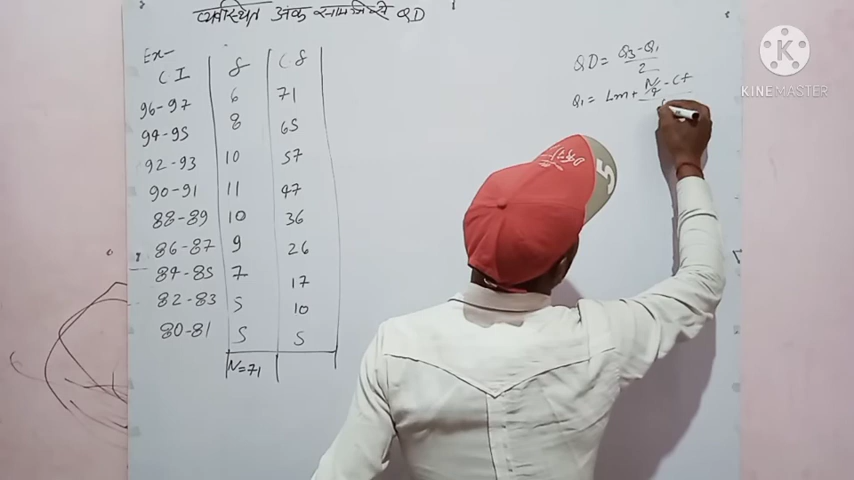 व्यवस्थित अंक सामग्री से QD
Ex-
C I f C.f
96-97 6 71
94-95 8 65
92-93 10 57
90-91 11 47
88-89 10 36
86-87 9 26
84-85 7 17
82-83 5 10
80-81 5 5
N=71
QD = Q3-Q1 / 2
Q1 = Lm + N/4 - Cf
K
KINEMASTER
5